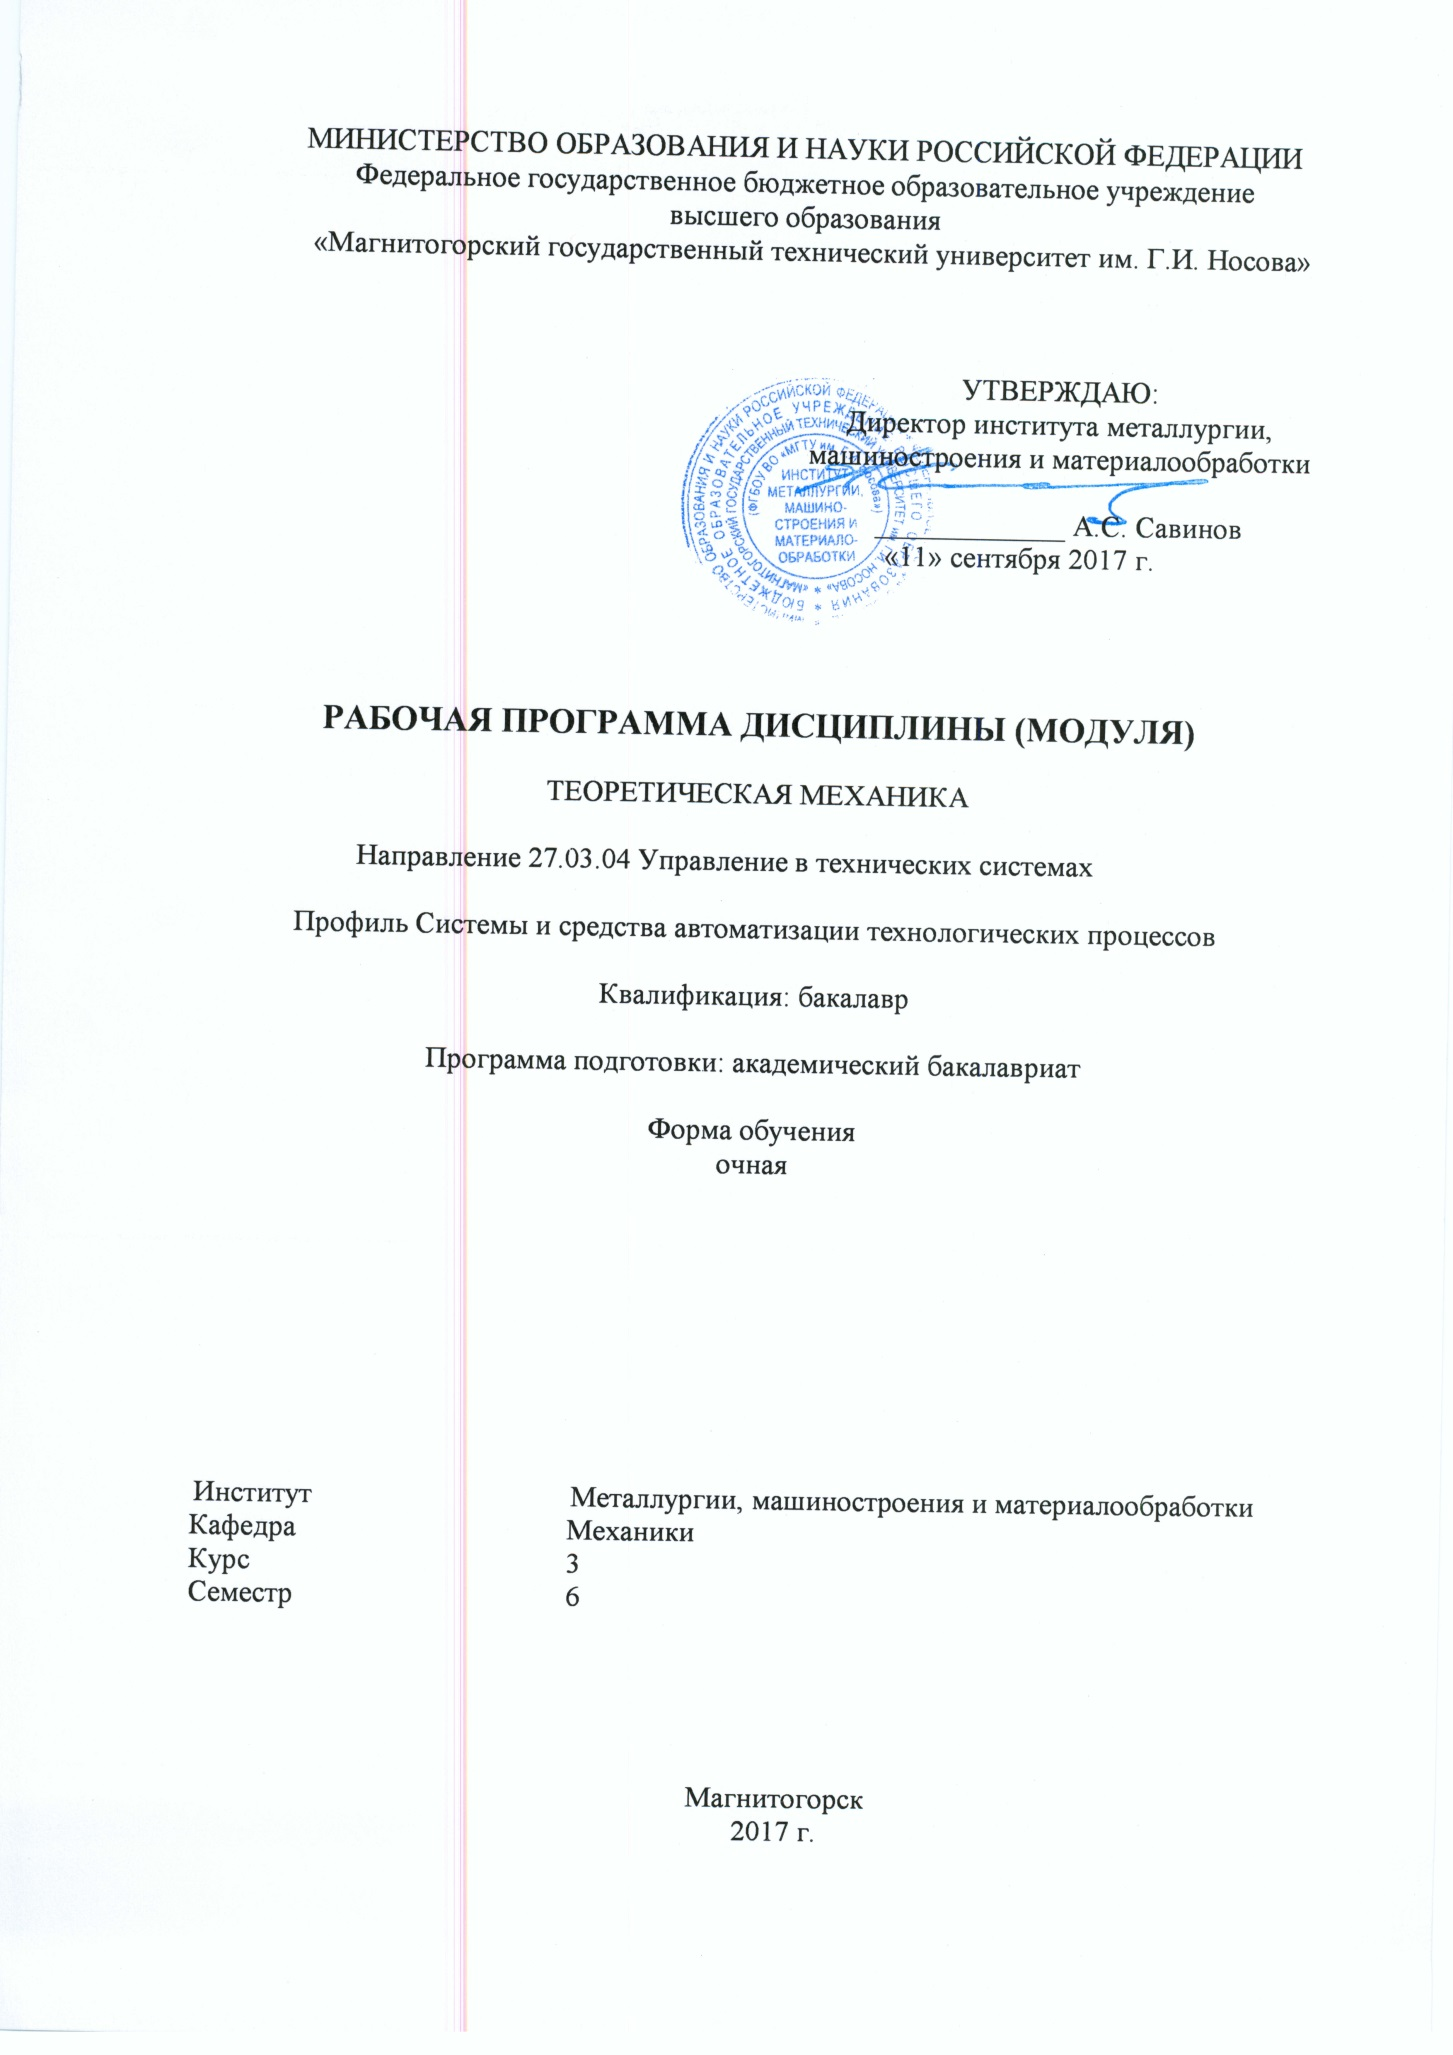 МИНИСТЕРСТВО ОБРАЗОВАНИЯ И НАУКИ РОССИЙСКОЙ ФЕДЕРАЦИИ
Федеральное государственное бюджетное образовательное учреждение
высшего образования
«Магнитогорский государственный технический университет им. Г.И. Носова»
УТВЕРЖДАЮ:
Директор института металлургии,
машиностроения и материалообработки
А.С. Савинов
«11» сентября 2017 г.
ИНСТИТУТ
МЕТАЛЛУРГИИ,
МАШИНО-
СТРОЕНИЯ И
МАТЕРИАЛО-
ОБРАБОТКИ
РАБОЧАЯ ПРОГРАММА ДИСЦИПЛИНЫ (МОДУЛЯ)
ТЕОРЕТИЧЕСКАЯ МЕХАНИКА
Направление 27.03.04 Управление в технических системах
Профиль Системы и средства автоматизации технологических процессов
Квалификация: бакалавр
Программа подготовки: академический бакалавриат
Форма обучения
очная
Институт Металлургии, машиностроения и материалообработки
Кафедра Механики
Курс 3
Семестр 6
Магнитогорск
2017 г.